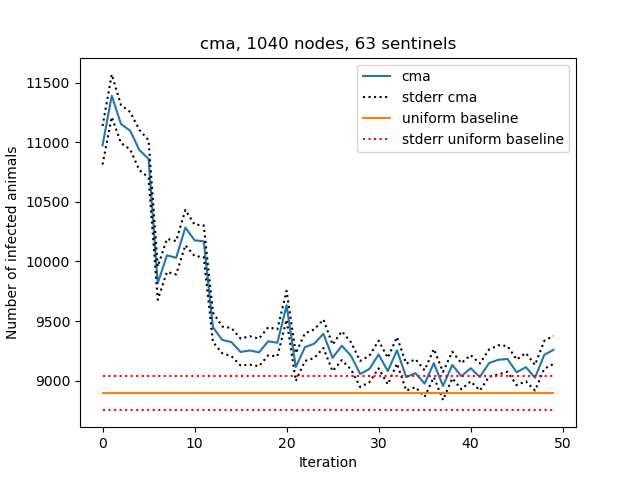 cma, 1040 nodes, 63 sentinels
cma
stderr cma
uniform baseline
stderr uniform baseline
Number of infected animals
11500
11000
10500
10000
9500
9000
0 10 20 30 40 50
Iteration